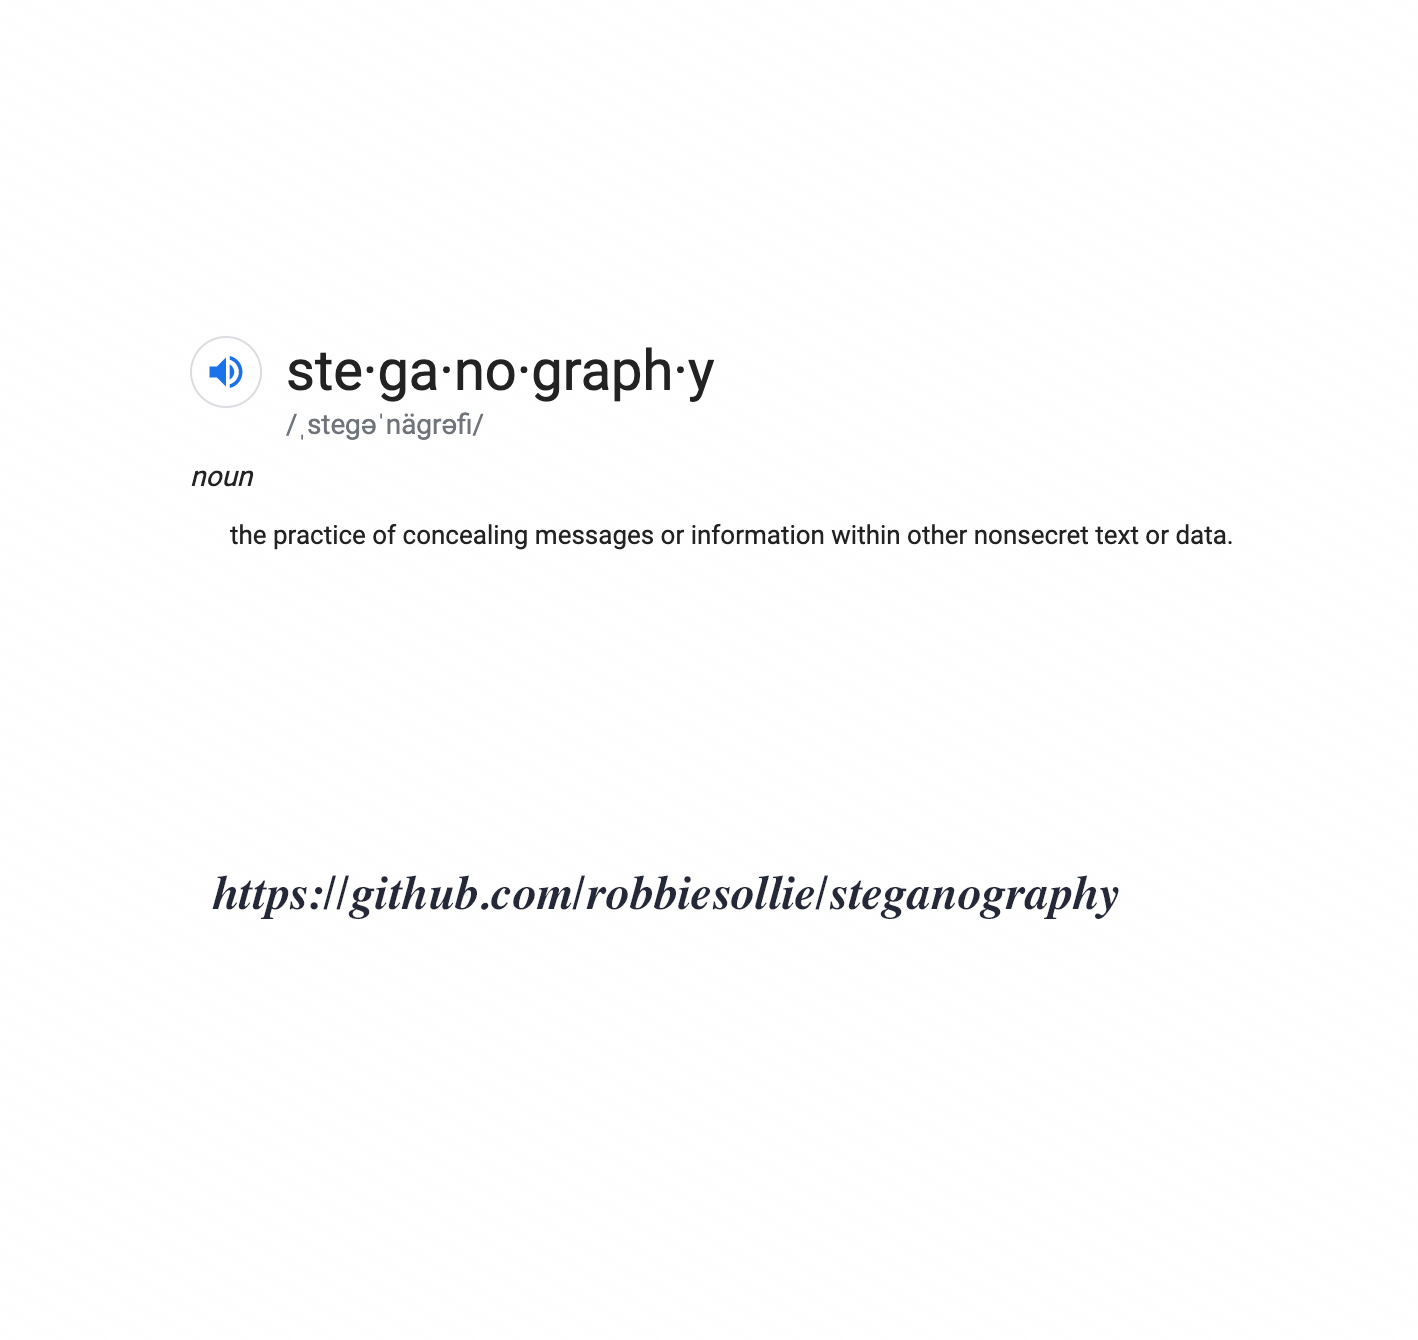 ste·ga·no·graph·y
/ˌstegəˈnägrəfi/
noun
the practice of concealing messages or information within other nonsecret text or data.
https://github.com/robbiesollie/steganography